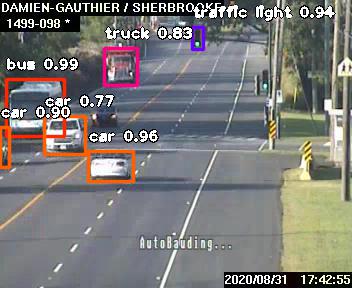 DAMIEN-GAUTHIER / SHERBROOKE
traffic light 0.94
1499-098 *
truck 0.83
bus 0.99
car 0.77
car 0.90
car 0.96
AutoBauding...
2020/08/31 17:42:55